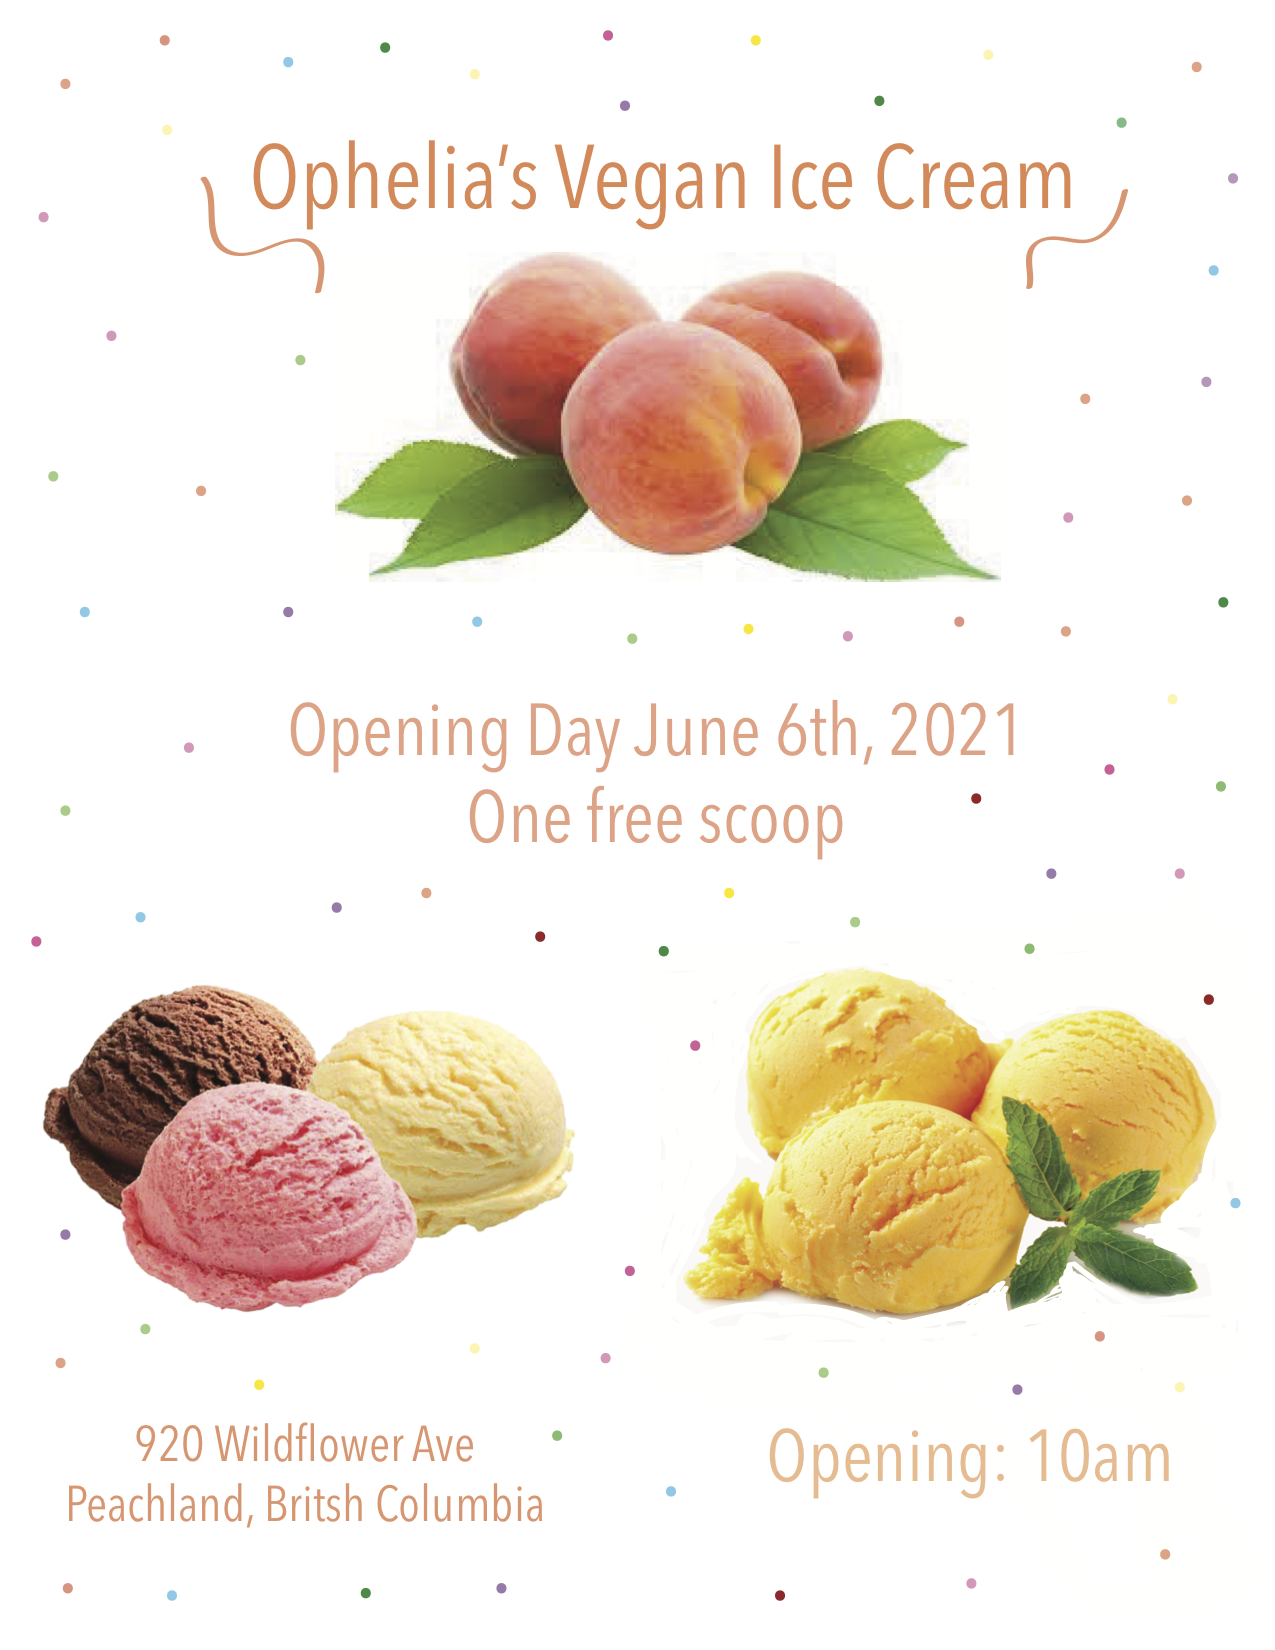 Ophelia's Vegan Ice Cream
Opening Day June 6th, 2021
One free scoop
920 Wildflower Ave
Peachland, Britsh Columbia
Opening: 10am